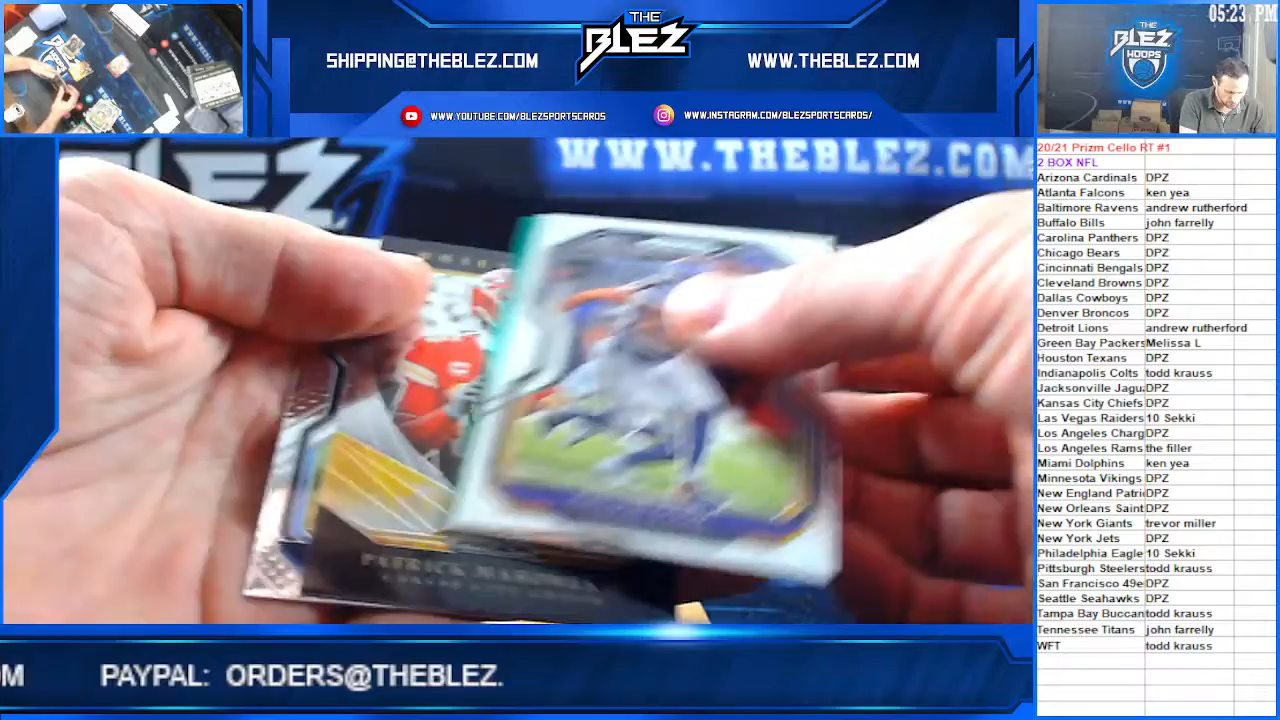 05:23 PM
THE
BLEZ
SHIPPING@THEBLEZ.COM
WWW.THEBLEZ.COM
WWW.YOUTUBE.COM/BLEZSPORTSCARDS
WWW.INSTAGRAM.COM/BLEZSPORTSCARDS/
THE
BLEZ
HOOPS
WWW.THEBLEZ.COM
20/21 Prizm Cello RT #1
2 BOX NFL
Arizona Cardinals DPZ
Atlanta Falcons ken yea
Baltimore Ravens andrew rutherford
Buffalo Bills john farrelly
Carolina Panthers DPZ
Chicago Bears DPZ
Cincinnati Bengals DPZ
Cleveland Browns DPZ
Dallas Cowboys DPZ
Denver Broncos DPZ
Detroit Lions andrew rutherford
Green Bay Packers Melissa L
Houston Texans DPZ
Indianapolis Colts todd krauss
Jacksonville Jagu DPZ
Kansas City Chiefs DPZ
Las Vegas Raiders 10 Sekki
Los Angeles Charg DPZ
Los Angeles Rams the filler
Miami Dolphins ken yea
Minnesota Vikings DPZ
New England Patri DPZ
New Orleans Saint DPZ
New York Giants trevor miller
New York Jets DPZ
Philadelphia Eagle 10 Sekki
Pittsburgh Steelers todd krauss
San Francisco 49e DPZ
Seattle Seahawks DPZ
Tampa Bay Buccan todd krauss
Tennessee Titans john farrelly
WFT todd krauss
PATRICK
OM PAYPAL: ORDERS@THEBLEZ.